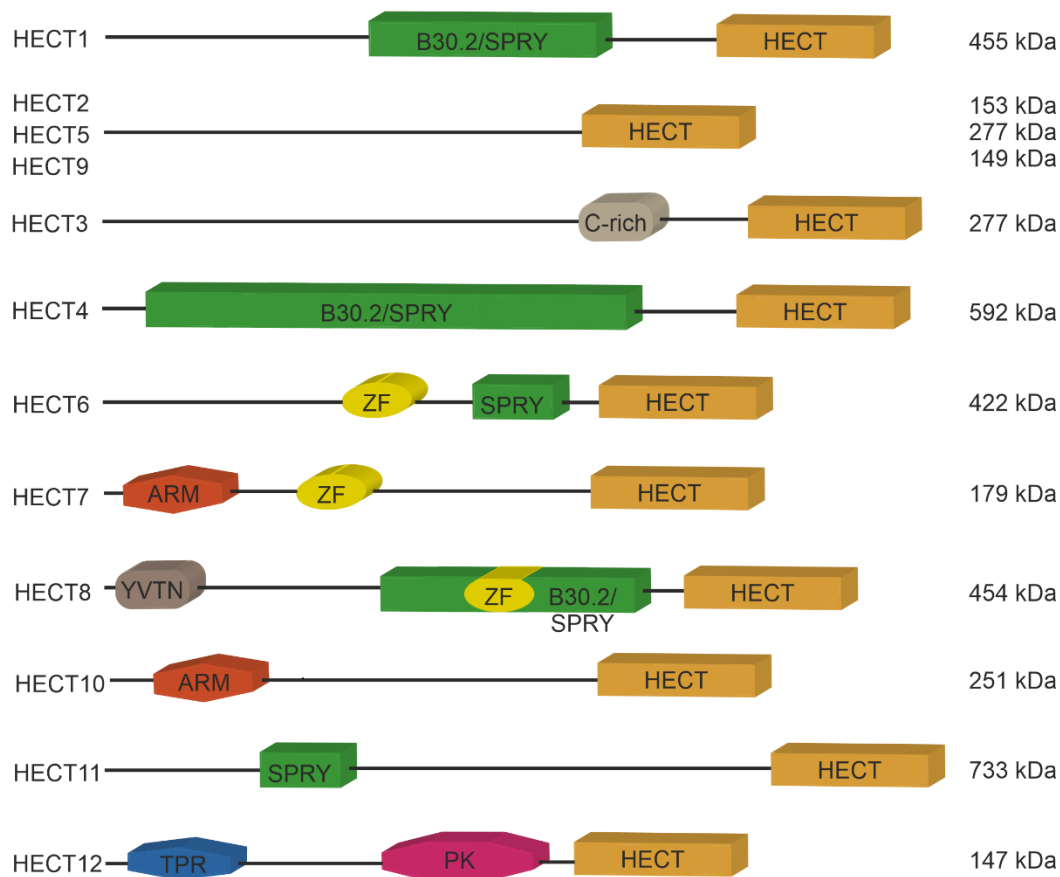 HECT1 B30.2/SPRY HECT 455 kDa
HECT2 153 kDa
HECT5 HECT 277 kDa
HECT9 149 kDa
HECT3 C-rich HECT 277 kDa
HECT4 B30.2/SPRY HECT 592 kDa
HECT6 ZF SPRY HECT 422 kDa
HECT7 ARM ZF HECT 179 kDa
HECT8 YVTN ZF B30.2/ HECT 454 kDa
SPRY
HECT10 ARM HECT 251 kDa
HECT11 SPRY HECT 733 kDa
HECT12 TPR PK HECT 147 kDa